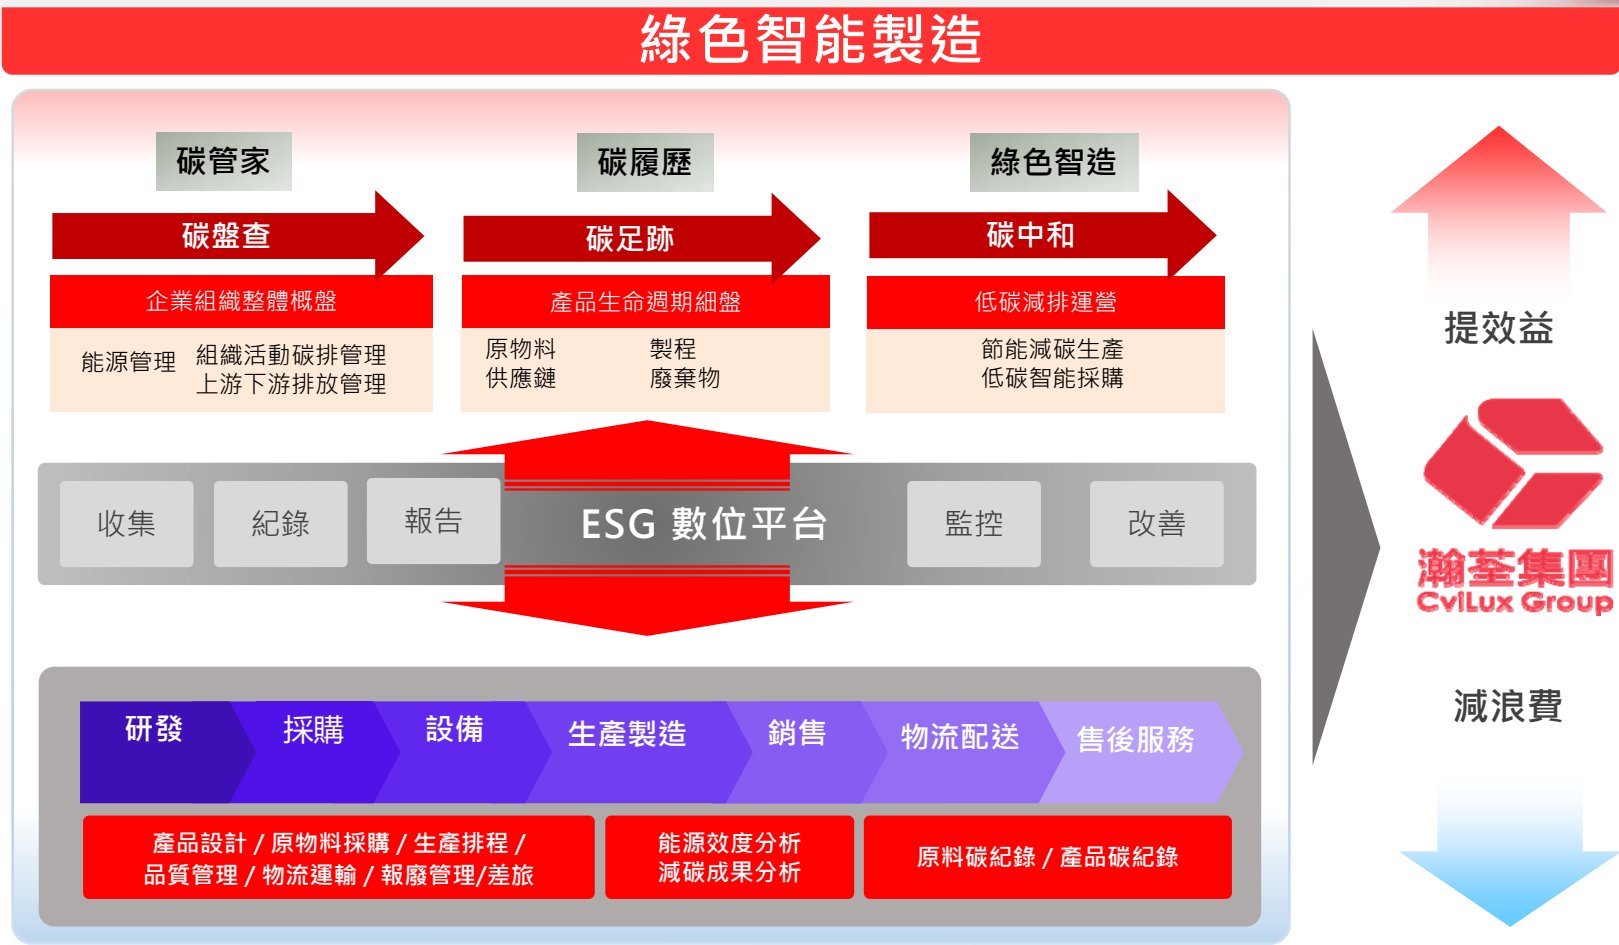 綠色智能製造
碳管家
碳履歷
綠色智造
碳盤查
碳足跡
碳中和
企業組織整體概盤
產品生命週期細盤
低碳減排運營
能源管理
組織活動碳排管理
上游下游排放管理
原物料
供應鏈
製程
廢棄物
節能減碳生產
低碳智能採購
收集
紀錄
報告
ESG 數位平台
監控
改善
研發
採購
設備
生產製造
銷售
物流配送
售後服務
產品設計 / 原物料採購 / 生產排程 /
品質管理 / 物流運輸 / 報廢管理/差旅
能源效度分析
減碳成果分析
原料碳紀錄 / 產品碳紀錄
提效益
瀚荃集團
CviLux Group
減浪費